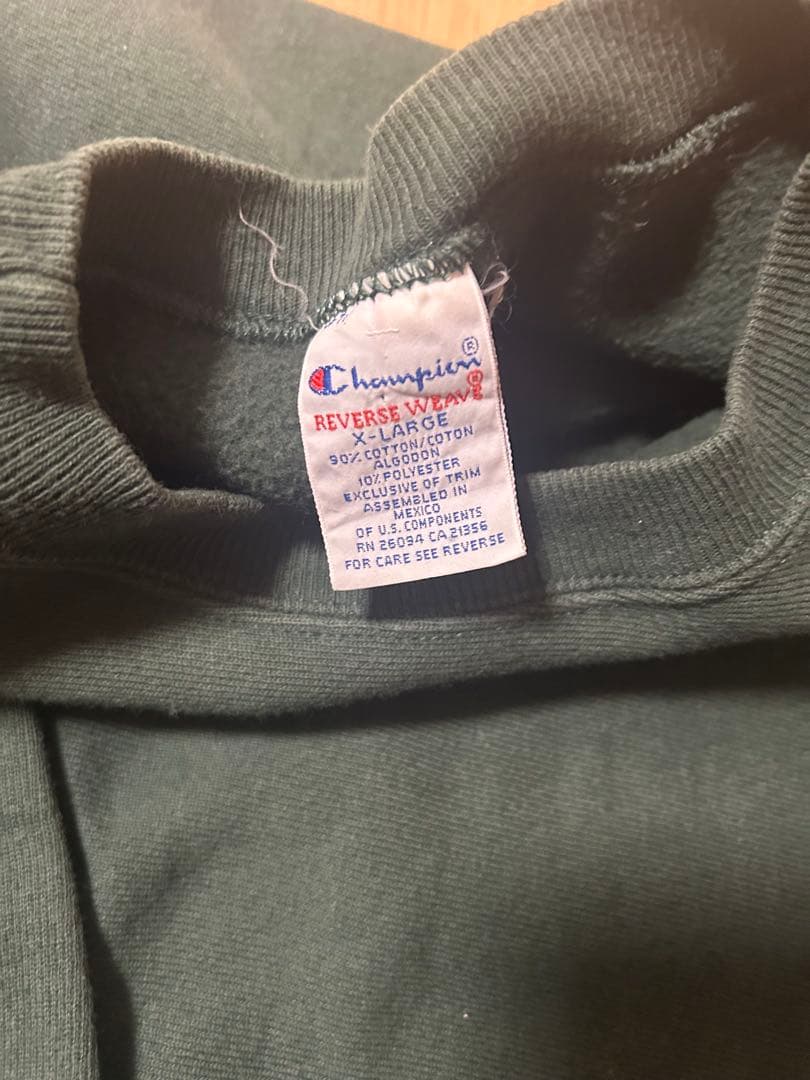 Champion®
REVERSE WEAVE®
X-LARGE
90% COTTON/COTON
ALGODON
10% POLYESTER
EXCLUSIVE OF TRIM
ASSEMBLED IN
MEXICO
OF U.S. COMPONENTS
RN 26094 CA 21356
FOR CARE SEE REVERSE